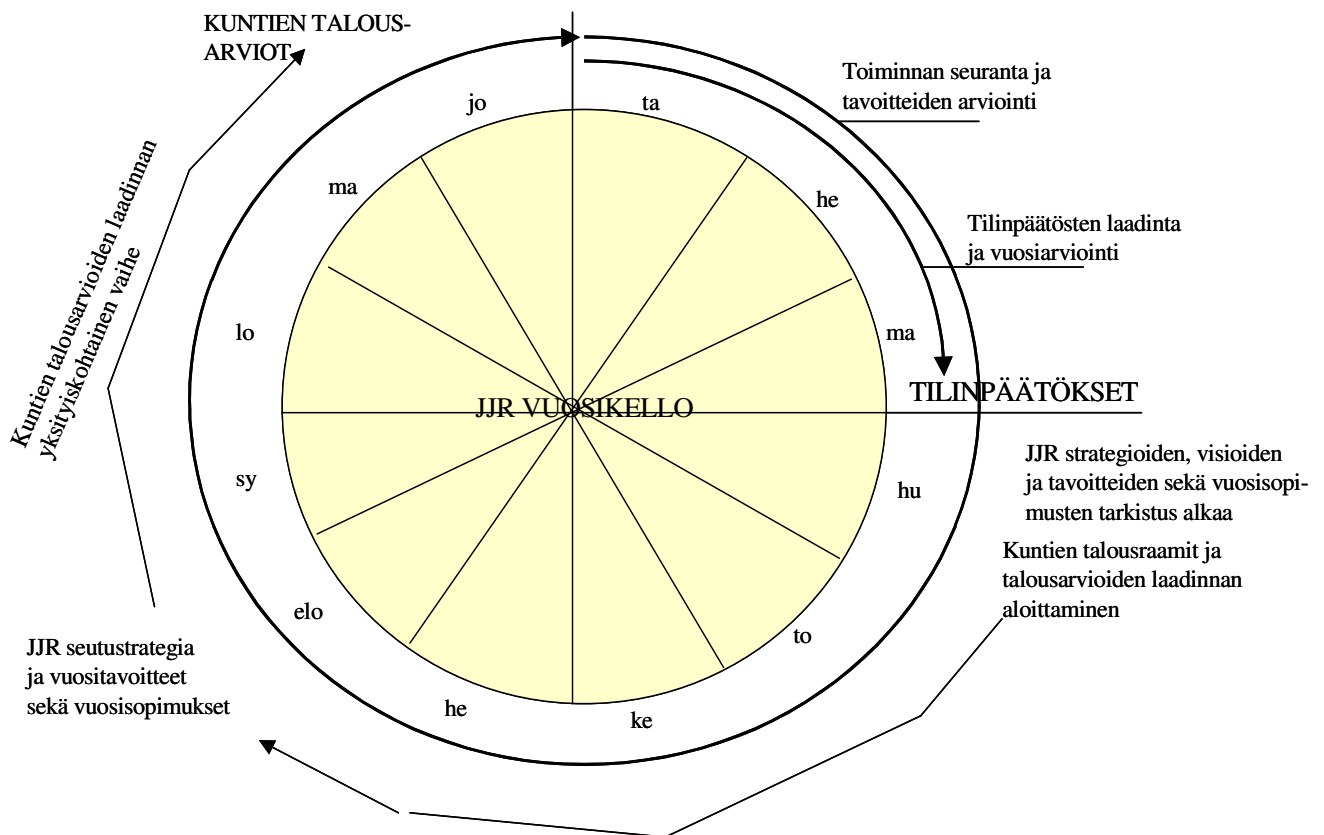 KUNTIEN TALOUS-
ARVIOT
Toiminnan seuranta ja
tavoitteiden arviointi
jo
ta
ma
he
Tilinpäätösten laadinta
ja vuosiarviointi
Kuntien talousarvioiden laadinnan
yksityiskohtainen vaihe
lo
ma
TILINPÄÄTÖKSET
JJR VUOSIKELLO
JJR strategioiden, visioiden
ja tavoitteiden sekä vuosisopi-
musten tarkistus alkaa
sy
hu
Kuntien talousraamit ja
talousarvioiden laadinnan
aloittaminen
elo
to
JJR seutustrategia
ja vuositavoitteet
sekä vuosisopimukset
he
ke